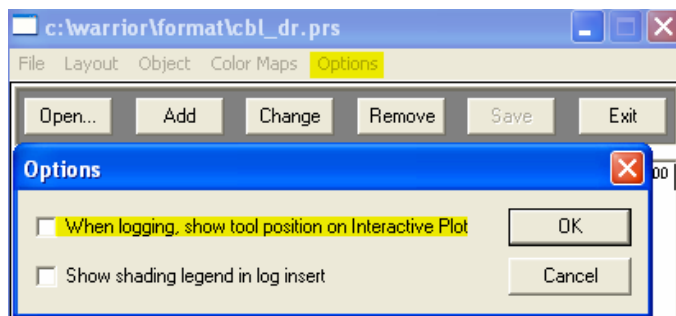 c:\warrior\format\cbl_dr.prs
File Layout Object Color Maps Options
Open... Add Change Remove Save Exit
Options
00
When logging, show tool position on Interactive Plot
OK
Show shading legend in log insert
Cancel